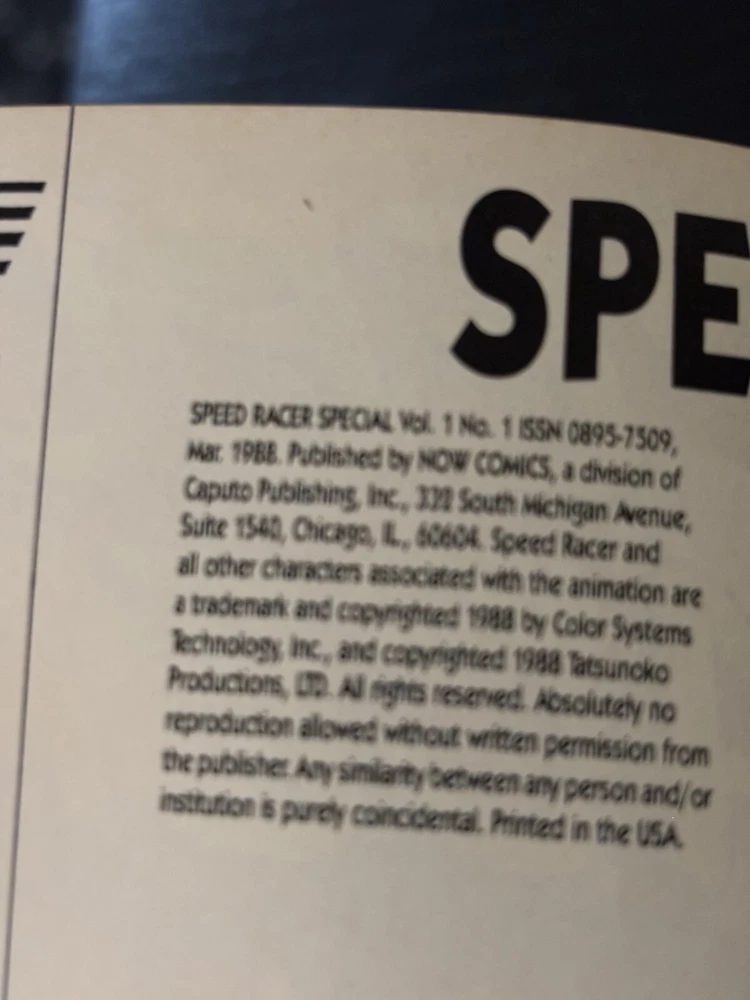 SPE
SPEED RACER SPECIAL Vol. 1 No. 1 ISSN 0895-7509,
Mar. 1988. Published by NOW COMICS, a division of
Caputo Publishing, Inc., 332 South Michigan Avenue,
Suite 1540, Chicago, IL, 60604. Speed Racer and
all other characters associated with the animation are
a trademark and copyrighted 1988 by Color Systems
Technology, Inc., and copyrighted 1988 Tatsunoko
Productions, LTD. All rights reserved. Absolutely no
reproduction allowed without written permission from
the publisher. Any similarity between any person and/or
institution is purely coincidental. Printed in the USA.